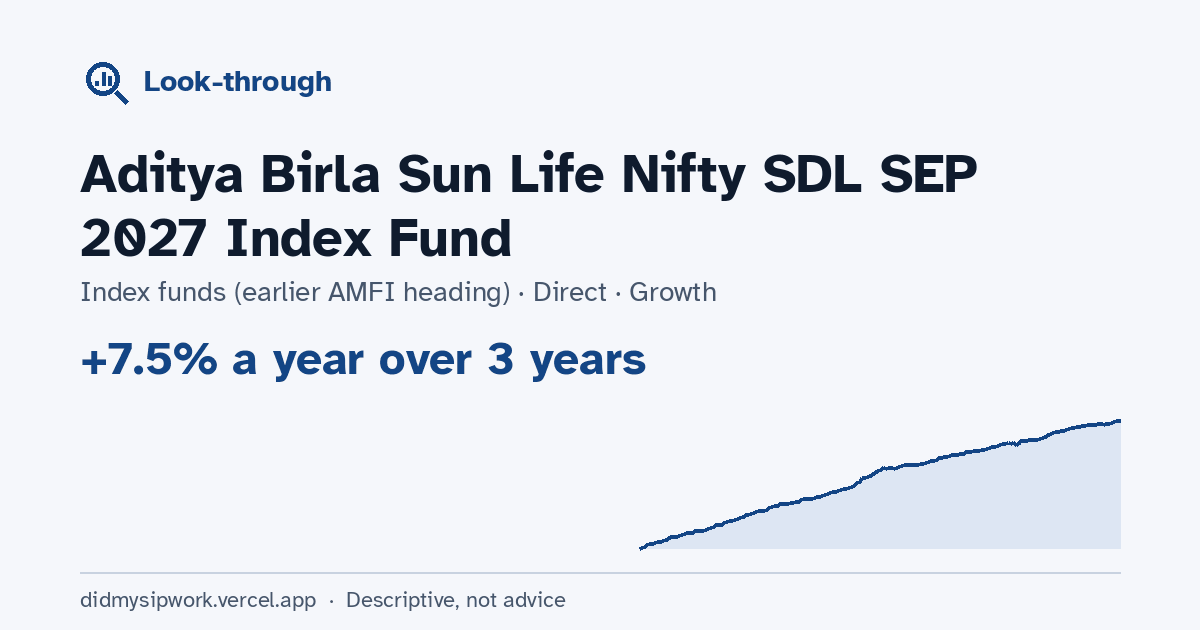 Look-through
Aditya Birla Sun Life Nifty SDL SEP
2027 Index Fund
Index funds (earlier AMFI heading) · Direct · Growth
+7.5% a year over 3 years
didmysipwork.vercel.app · Descriptive, not advice